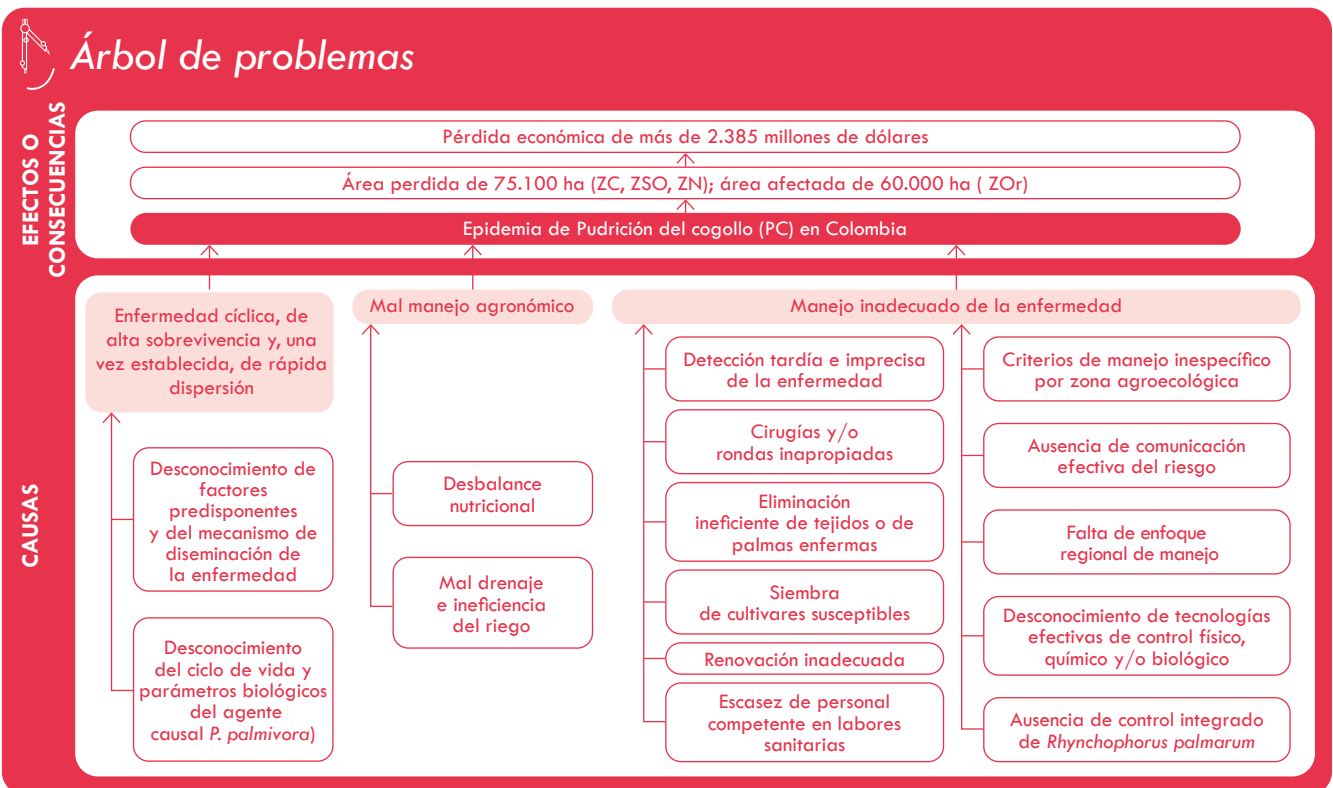 Árbol de problemas
EFECTOS O
CONSECUENCIAS
Pérdida económica de más de 2.385 millones de dólares
Área perdida de 75.100 ha (ZC, ZSO, ZN); área afectada de 60.000 ha ( ZOr)
Epidemia de Pudrición del cogollo (PC) en Colombia
CAUSAS
Enfermedad cíclica, de
alta sobrevivencia y, una
vez establecida, de rápida
dispersión
Desconocimiento de
factores
predisponentes
y del mecanismo de
diseminación de
la enfermedad
Desconocimiento
del ciclo de vida y
parámetros biológicos
del agente
causal P. palmivora)
Mal manejo agronómico
Desbalance
nutricional
Mal drenaje
e ineficiencia
del riego
Manejo inadecuado de la enfermedad
Detección tardía e imprecisa
de la enfermedad
Cirugías y/o
rondas inapropiadas
Eliminación
ineficiente de tejidos o de
palmas enfermas
Siembra
de cultivares susceptibles
Renovación inadecuada
Escasez de personal
competente en labores
sanitarias
Criterios de manejo inespecífico
por zona agroecológica
Ausencia de comunicación
efectiva del riesgo
Falta de enfoque
regional de manejo
Desconocimiento de tecnologías
efectivas de control físico,
químico y/o biológico
Ausencia de control integrado
de Rhynchophorus palmarum